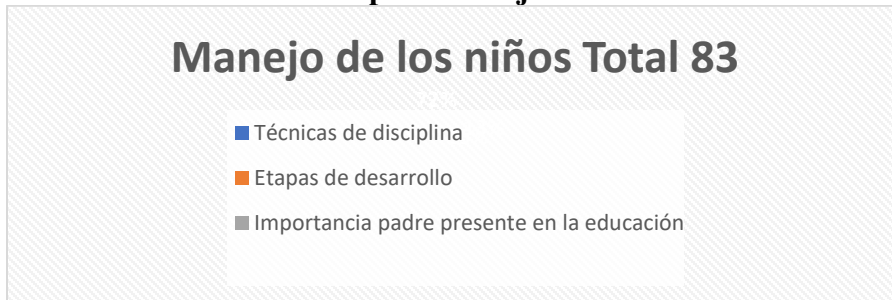 Manejo de los niños Total 83
Técnicas de disciplina
Etapas de desarrollo
Importancia padre presente en la educación